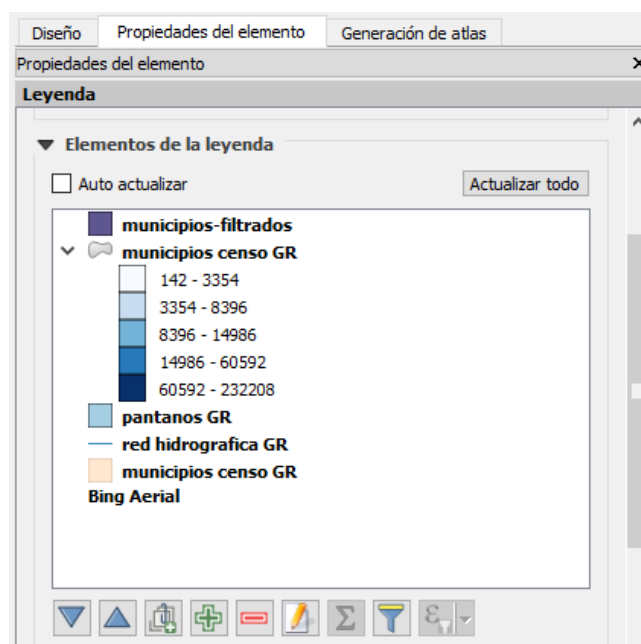 Diseño Propiedades del elemento Generación de atlas
Propiedades del elemento
Leyenda
Elementos de la leyenda
Auto actualizar Actualizar todo
municipios-filtrados
municipios censo GR
142 - 3354
3354 - 8396
8396 - 14986
14986 - 60592
60592 - 232208
pantanos GR
red hidrografica GR
municipios censo GR
Bing Aerial
Σ ε